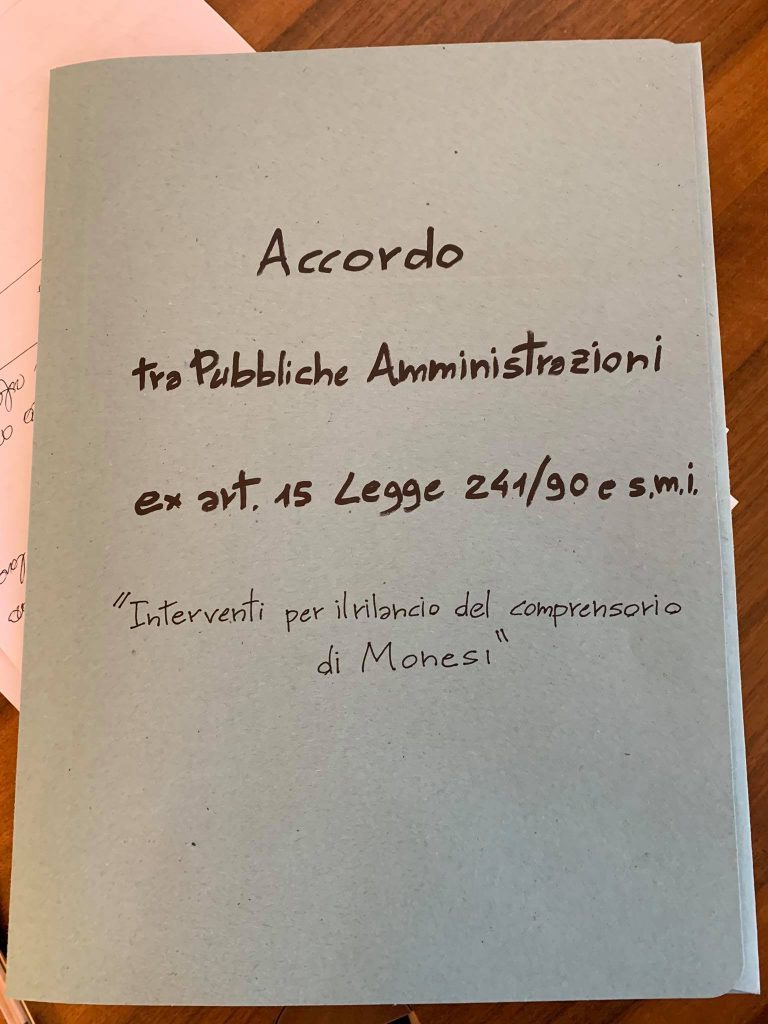 Accordo
tra Pubbliche Amministrazioni
ex art. 15 Legge 241/90 e s.m.i.
"Interventi per il rilancio del comprensorio
di Monesi"